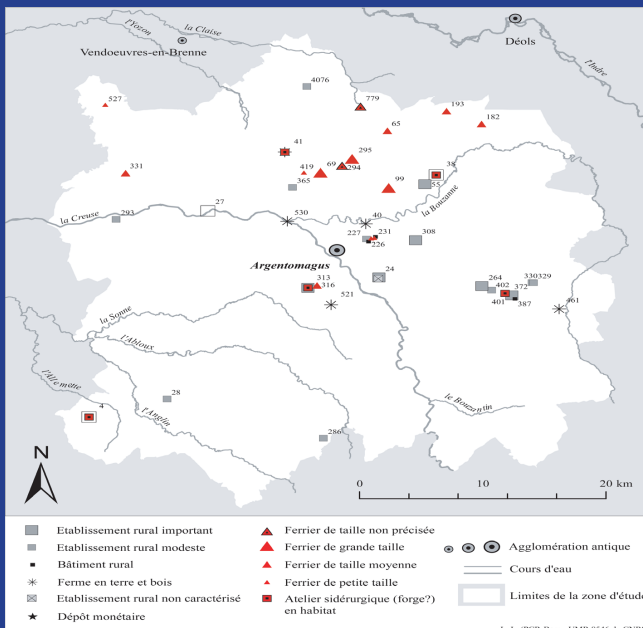 la Claise
l'Yozon
Déols
Vendoeuvres-en-Brenne
l'Indre
4076
527
779
193
65
182
41
295
419
69
294
38
331
365
99
55
27
la Bouzanne
la Creuse
293
530
40
227
231
308
226
Argentomagus
24
313
316
264
402
330329
372
521
401
387
461
la Sonne
l'Abloux
l'Allemette
28
l'Anglin
le Bouzantin
4
286
N
0 10 20 km
Etablissement rural important
Etablissement rural modeste
Bâtiment rural
Ferme en terre et bois
Etablissement rural non caractérisé
Dépôt monétaire
Ferrier de taille non précisée
Ferrier de grande taille
Ferrier de taille moyenne
Ferrier de petite taille
Atelier sidérurgique (forge?)
en habitat
Agglomération antique
Cours d'eau
Limites de la zone d'étud